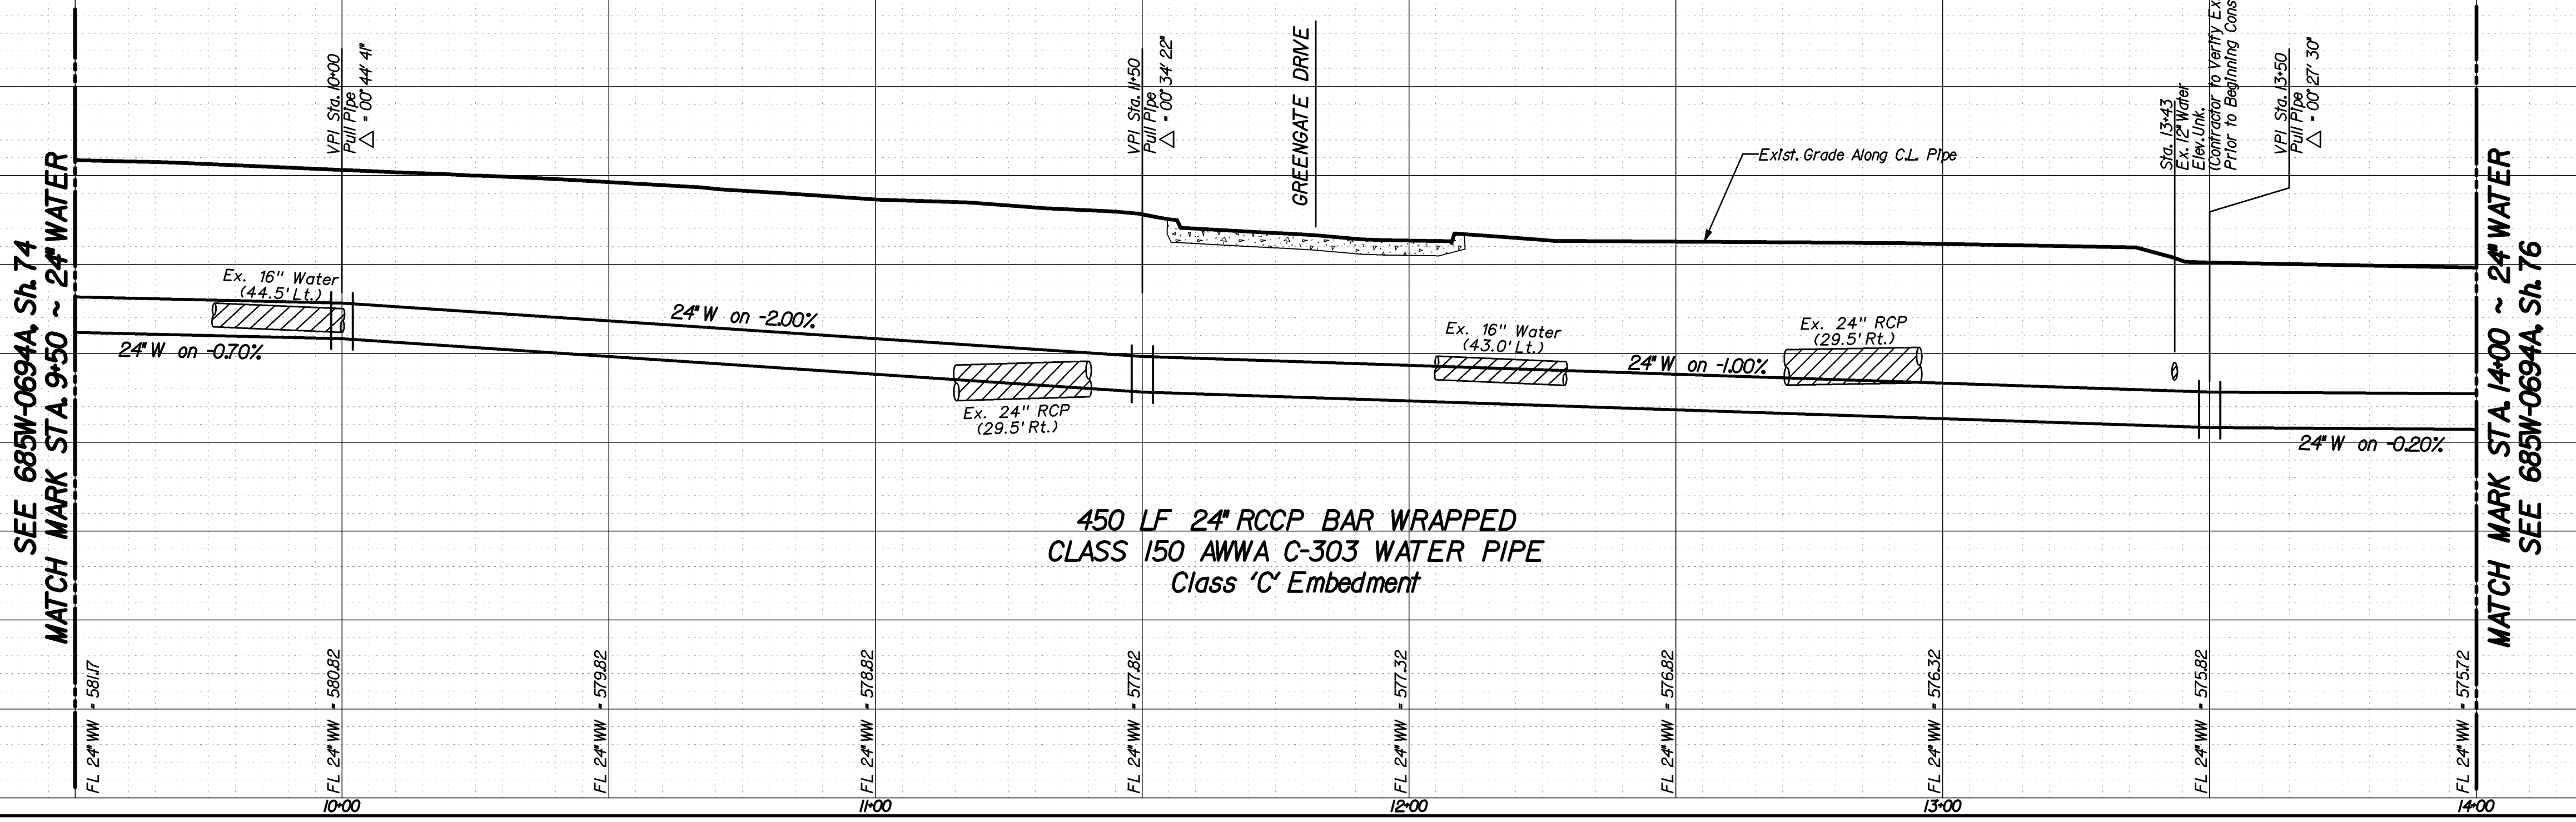 SEE 685W-0694A, Sh. 74
MATCH MARK STA. 9+50 ~ 24" WATER
VPI Sta. 10+00
Pull Pipe
△ = 00° 44' 41"
VPI Sta. 11+50
Pull Pipe
△ = 00° 34' 22"
GREENGATE DRIVE
Exist. Grade Along C.L. Pipe
Sta. 13+43
Ex. 12" Water
Elev. Unk.
(Contractor to Verify Ex
Prior to Beginning Cons
VPI Sta. 13+50
Pull Pipe
△ = 00° 27' 30"
MATCH MARK STA. 14+00 ~ 24" WATER
SEE 685W-0694A, Sh. 76
Ex. 16" Water
(44.5' Lt.)
24" W on -0.70%
24" W on -2.00%
Ex. 24" RCP
(29.5' Rt.)
Ex. 16" Water
(43.0' Lt.)
24" W on -1.00%
Ex. 24" RCP
(29.5' Rt.)
24" W on -0.20%
450 LF 24" RCCP BAR WRAPPED
CLASS 150 AWWA C-303 WATER PIPE
Class 'C' Embedment
FL 24" WW = 581.17
FL 24" WW = 580.82
FL 24" WW = 579.82
FL 24" WW = 578.82
FL 24" WW = 577.82
FL 24" WW = 577.32
FL 24" WW = 576.82
FL 24" WW = 576.32
FL 24" WW = 575.82
FL 24" WW = 575.72
10+00
11+00
12+00
13+00
14+00